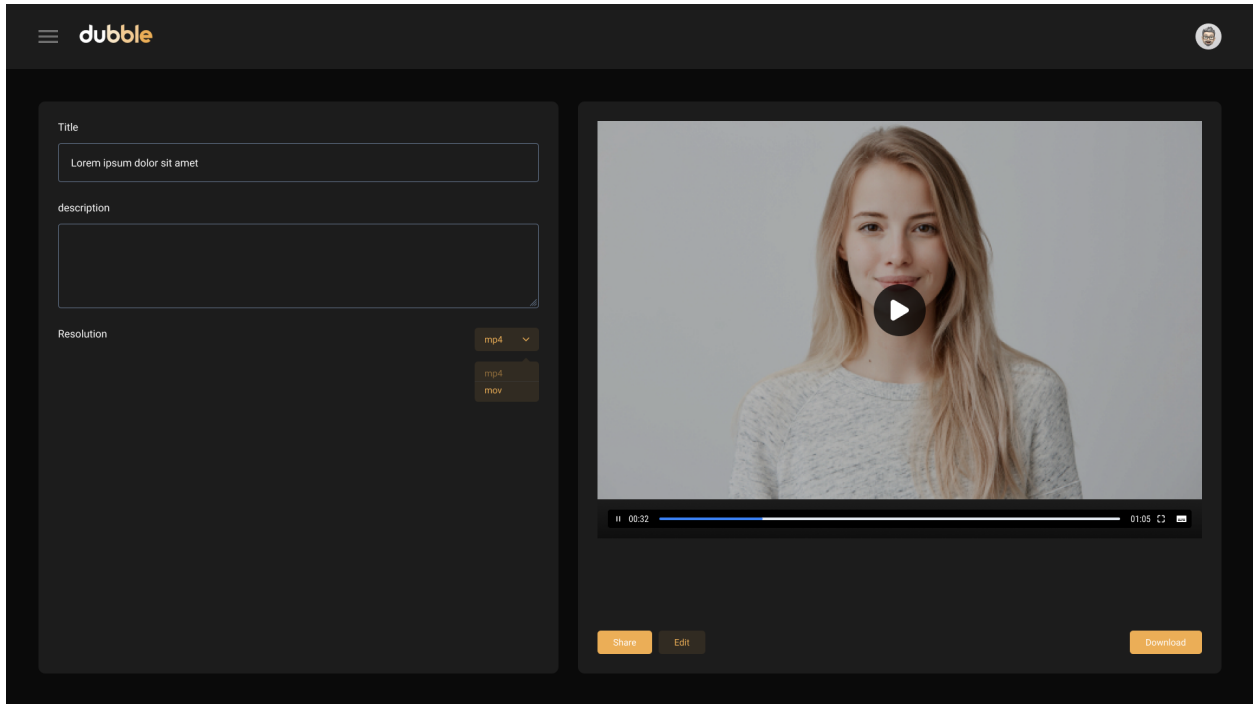 dubble
Title
Lorem ipsum dolor sit amet
description
Resolution
mp4
mp4
mov
00:32
01:05
Share
Edit
Download